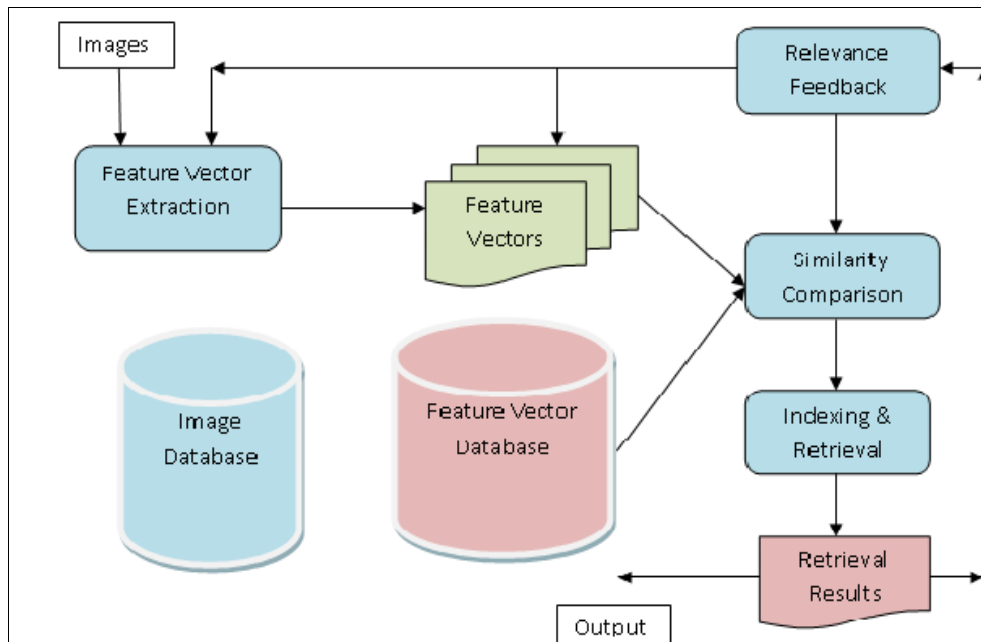 Images
Relevance
Feedback
Feature Vector
Extraction
Feature
Vectors
Similarity
Comparison
Image
Database
Feature Vector
Database
Indexing &
Retrieval
Retrieval
Results
Output